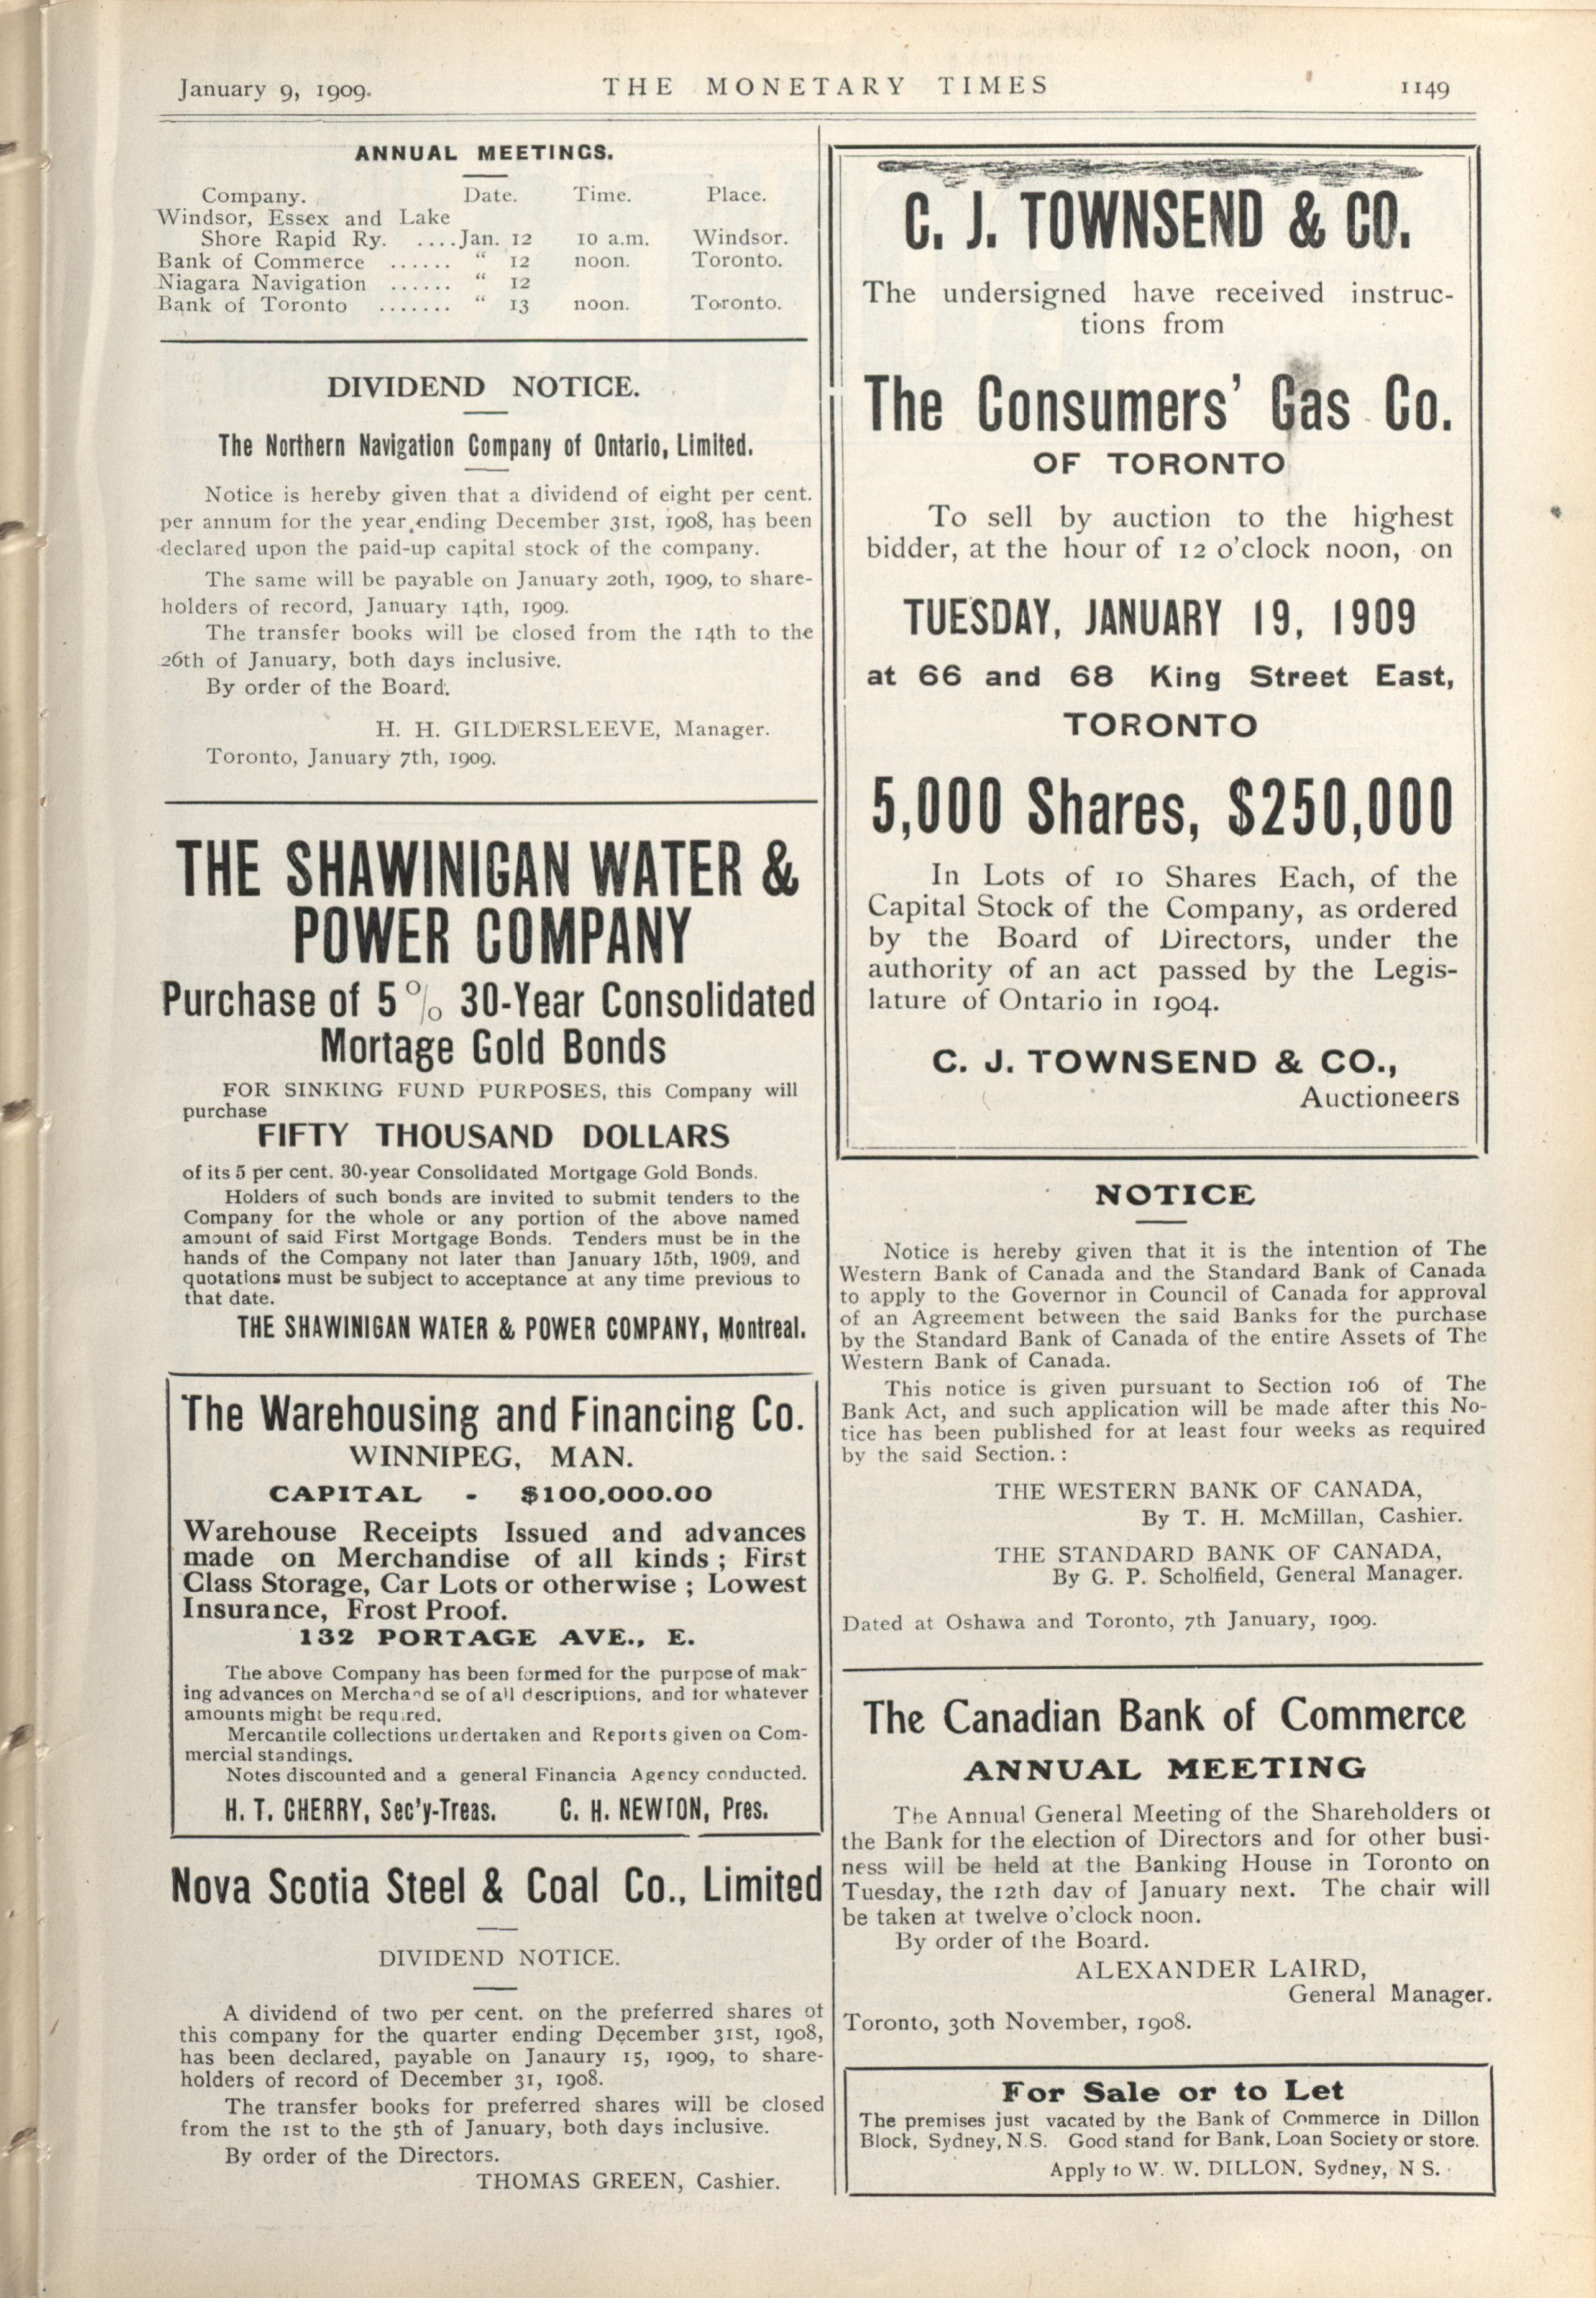 January 9, 1909.
THE MONETARY TIMES
1149
ANNUAL MEETINGS.
Company. Date. Time. Place.
Windsor, Essex and Lake
Shore Rapid Ry. ....Jan. 12 10 a.m. Windsor.
Bank of Commerce ...... “ 12 noon. Toronto.
Niagara Navigation ...... “ 12
Bank of Toronto ....... “ 13 noon. Toronto.
DIVIDEND NOTICE.
The Northern Navigation Company of Ontario, Limited.
Notice is hereby given that a dividend of eight per cent.
per annum for the year ending December 31st, 1908, has been
declared upon the paid-up capital stock of the company.
The same will be payable on January 20th, 1909, to share-
holders of record, January 14th, 1909.
The transfer books will be closed from the 14th to the
26th of January, both days inclusive.
By order of the Board.
H. H. GILDERSLEEVE, Manager.
Toronto, January 7th, 1909.
THE SHAWINIGAN WATER &
POWER COMPANY
Purchase of 5% 30-Year Consolidated
Mortage Gold Bonds
FOR SINKING FUND PURPOSES, this Company will
purchase
FIFTY THOUSAND DOLLARS
of its 5 per cent. 30-year Consolidated Mortgage Gold Bonds.
Holders of such bonds are invited to submit tenders to the
Company for the whole or any portion of the above named
amount of said First Mortgage Bonds. Tenders must be in the
hands of the Company not later than January 15th, 1909, and
quotations must be subject to acceptance at any time previous to
that date.
THE SHAWINIGAN WATER & POWER COMPANY, Montreal.
The Warehousing and Financing Co.
WINNIPEG, MAN.
CAPITAL - $100,000.00
Warehouse Receipts Issued and advances
made on Merchandise of all kinds ; First
Class Storage, Car Lots or otherwise ; Lowest
Insurance, Frost Proof.
132 PORTAGE AVE., E.
The above Company has been formed for the purpose of mak-
ing advances on Merchand se of all descriptions, and for whatever
amounts might be required.
Mercantile collections undertaken and Reports given on Com-
mercial standings.
Notes discounted and a general Financia Agency conducted.
H. T. CHERRY, Sec'y-Treas. C. H. NEWTON, Pres.
Nova Scotia Steel & Coal Co., Limited
DIVIDEND NOTICE.
A dividend of two per cent. on the preferred shares of
this company for the quarter ending December 31st, 1908,
has been declared, payable on Janaury 15, 1909, to share-
holders of record of December 31, 1908.
The transfer books for preferred shares will be closed
from the 1st to the 5th of January, both days inclusive.
By order of the Directors.
THOMAS GREEN, Cashier.
C. J. TOWNSEND & CO.
The undersigned have received instruc-
tions from
The Consumers' Gas Co.
OF TORONTO
To sell by auction to the highest
bidder, at the hour of 12 o'clock noon, on
TUESDAY, JANUARY 19, 1909
at 66 and 68 King Street East,
TORONTO
5,000 Shares, $250,000
In Lots of 10 Shares Each, of the
Capital Stock of the Company, as ordered
by the Board of Directors, under the
authority of an act passed by the Legis-
lature of Ontario in 1904.
C. J. TOWNSEND & CO.,
Auctioneers
NOTICE
Notice is hereby given that it is the intention of The
Western Bank of Canada and the Standard Bank of Canada
to apply to the Governor in Council of Canada for approval
of an Agreement between the said Banks for the purchase
by the Standard Bank of Canada of the entire Assets of The
Western Bank of Canada.
This notice is given pursuant to Section 106 of The
Bank Act, and such application will be made after this No-
tice has been published for at least four weeks as required
by the said Section. :
THE WESTERN BANK OF CANADA,
By T. H. McMillan, Cashier.
THE STANDARD BANK OF CANADA,
By G. P. Scholfield, General Manager.
Dated at Oshawa and Toronto, 7th January, 1909.
The Canadian Bank of Commerce
ANNUAL MEETING
The Annual General Meeting of the Shareholders of
the Bank for the election of Directors and for other busi-
ness will be held at the Banking House in Toronto on
Tuesday, the 12th day of January next. The chair will
be taken at twelve o'clock noon.
By order of the Board.
ALEXANDER LAIRD,
General Manager.
Toronto, 30th November, 1908.
For Sale or to Let
The premises just vacated by the Bank of Commerce in Dillon
Block, Sydney, N.S. Good stand for Bank, Loan Society or store.
Apply to W. W. DILLON, Sydney, N S.